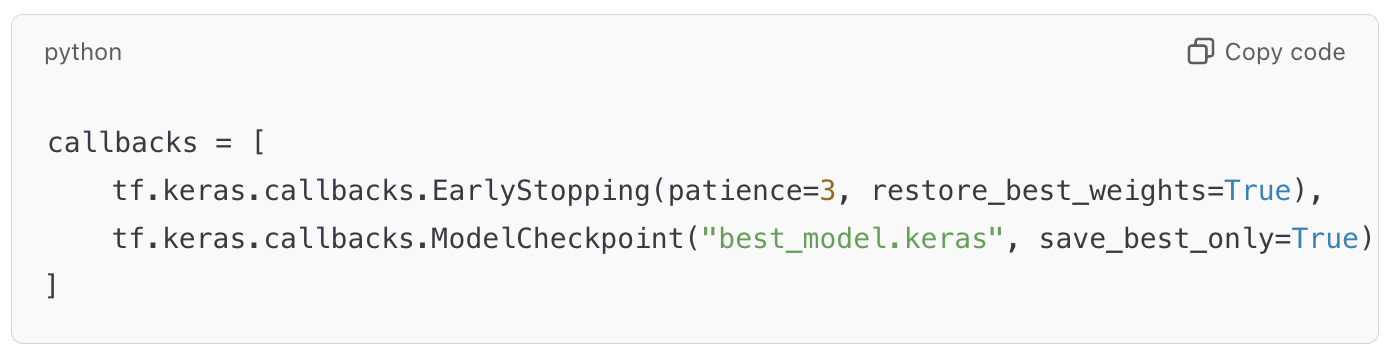 python
Copy code
callbacks = [
    tf.keras.callbacks.EarlyStopping(patience=3, restore_best_weights=True),
    tf.keras.callbacks.ModelCheckpoint("best_model.keras", save_best_only=True)
]